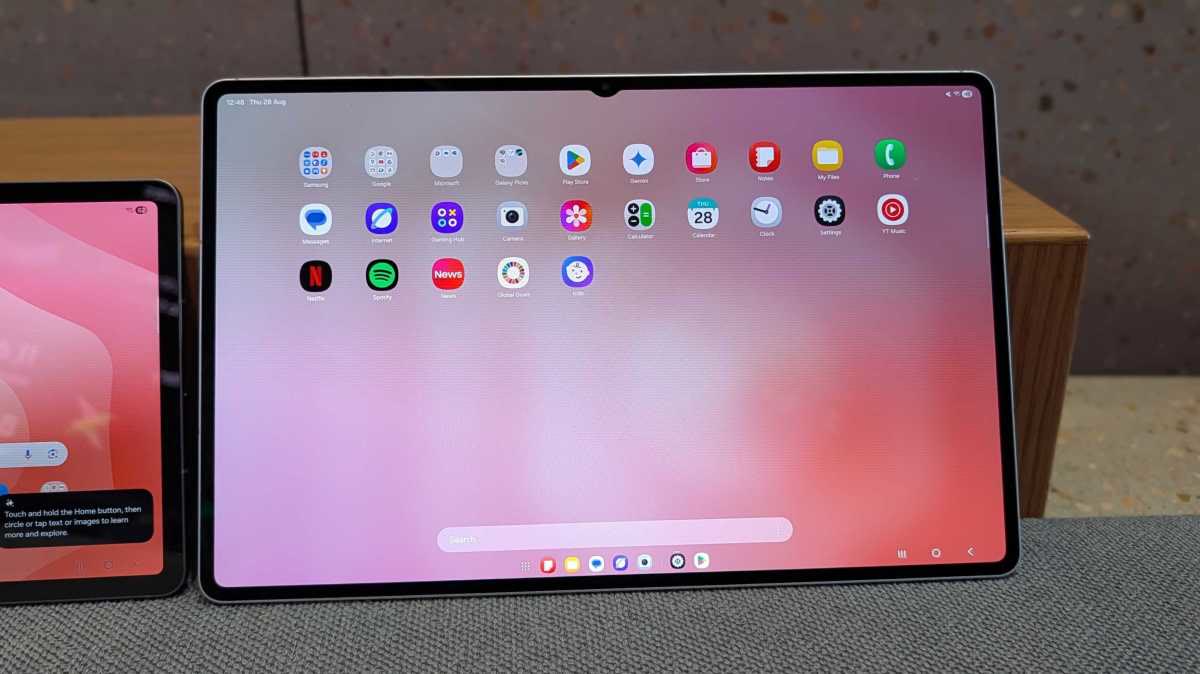 12:46 Thu 28 Aug
Samsung Google Microsoft Galaxy Picks Play Store Gemini Store Notes My Files Phone
THU
28
Messages Internet Gaming Hub Camera Gallery Calculator Calendar Clock Settings YT Music
News
Netflix Spotify News Global Goals Kids
Search
Touch and hold the Home button, then
circle or tap text or images to learn
more and explore.